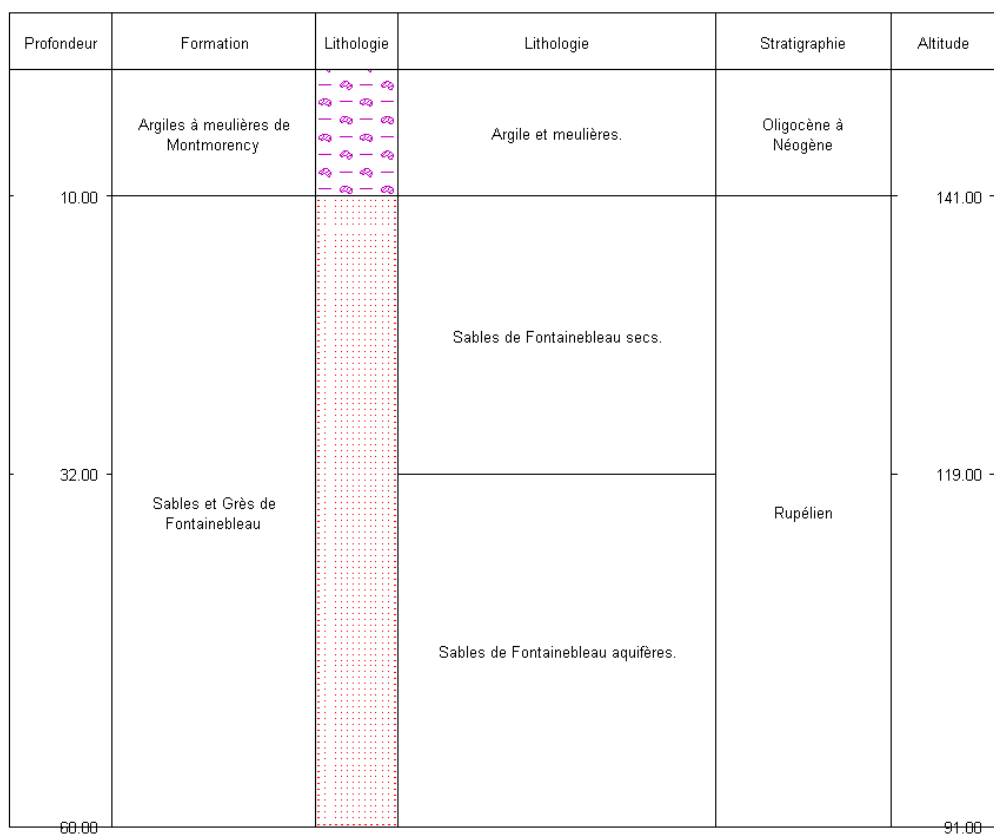 Profondeur Formation Lithologie Lithologie Stratigraphie Altitude
Argiles à meulières de
Montmorency
Argile et meulières.
Oligocène à
Néogène
10.00 141.00
Sables de Fontainebleau secs.
32.00 119.00
Sables et Grès de
Fontainebleau
Rupélien
Sables de Fontainebleau aquifères.
60.00 91.00